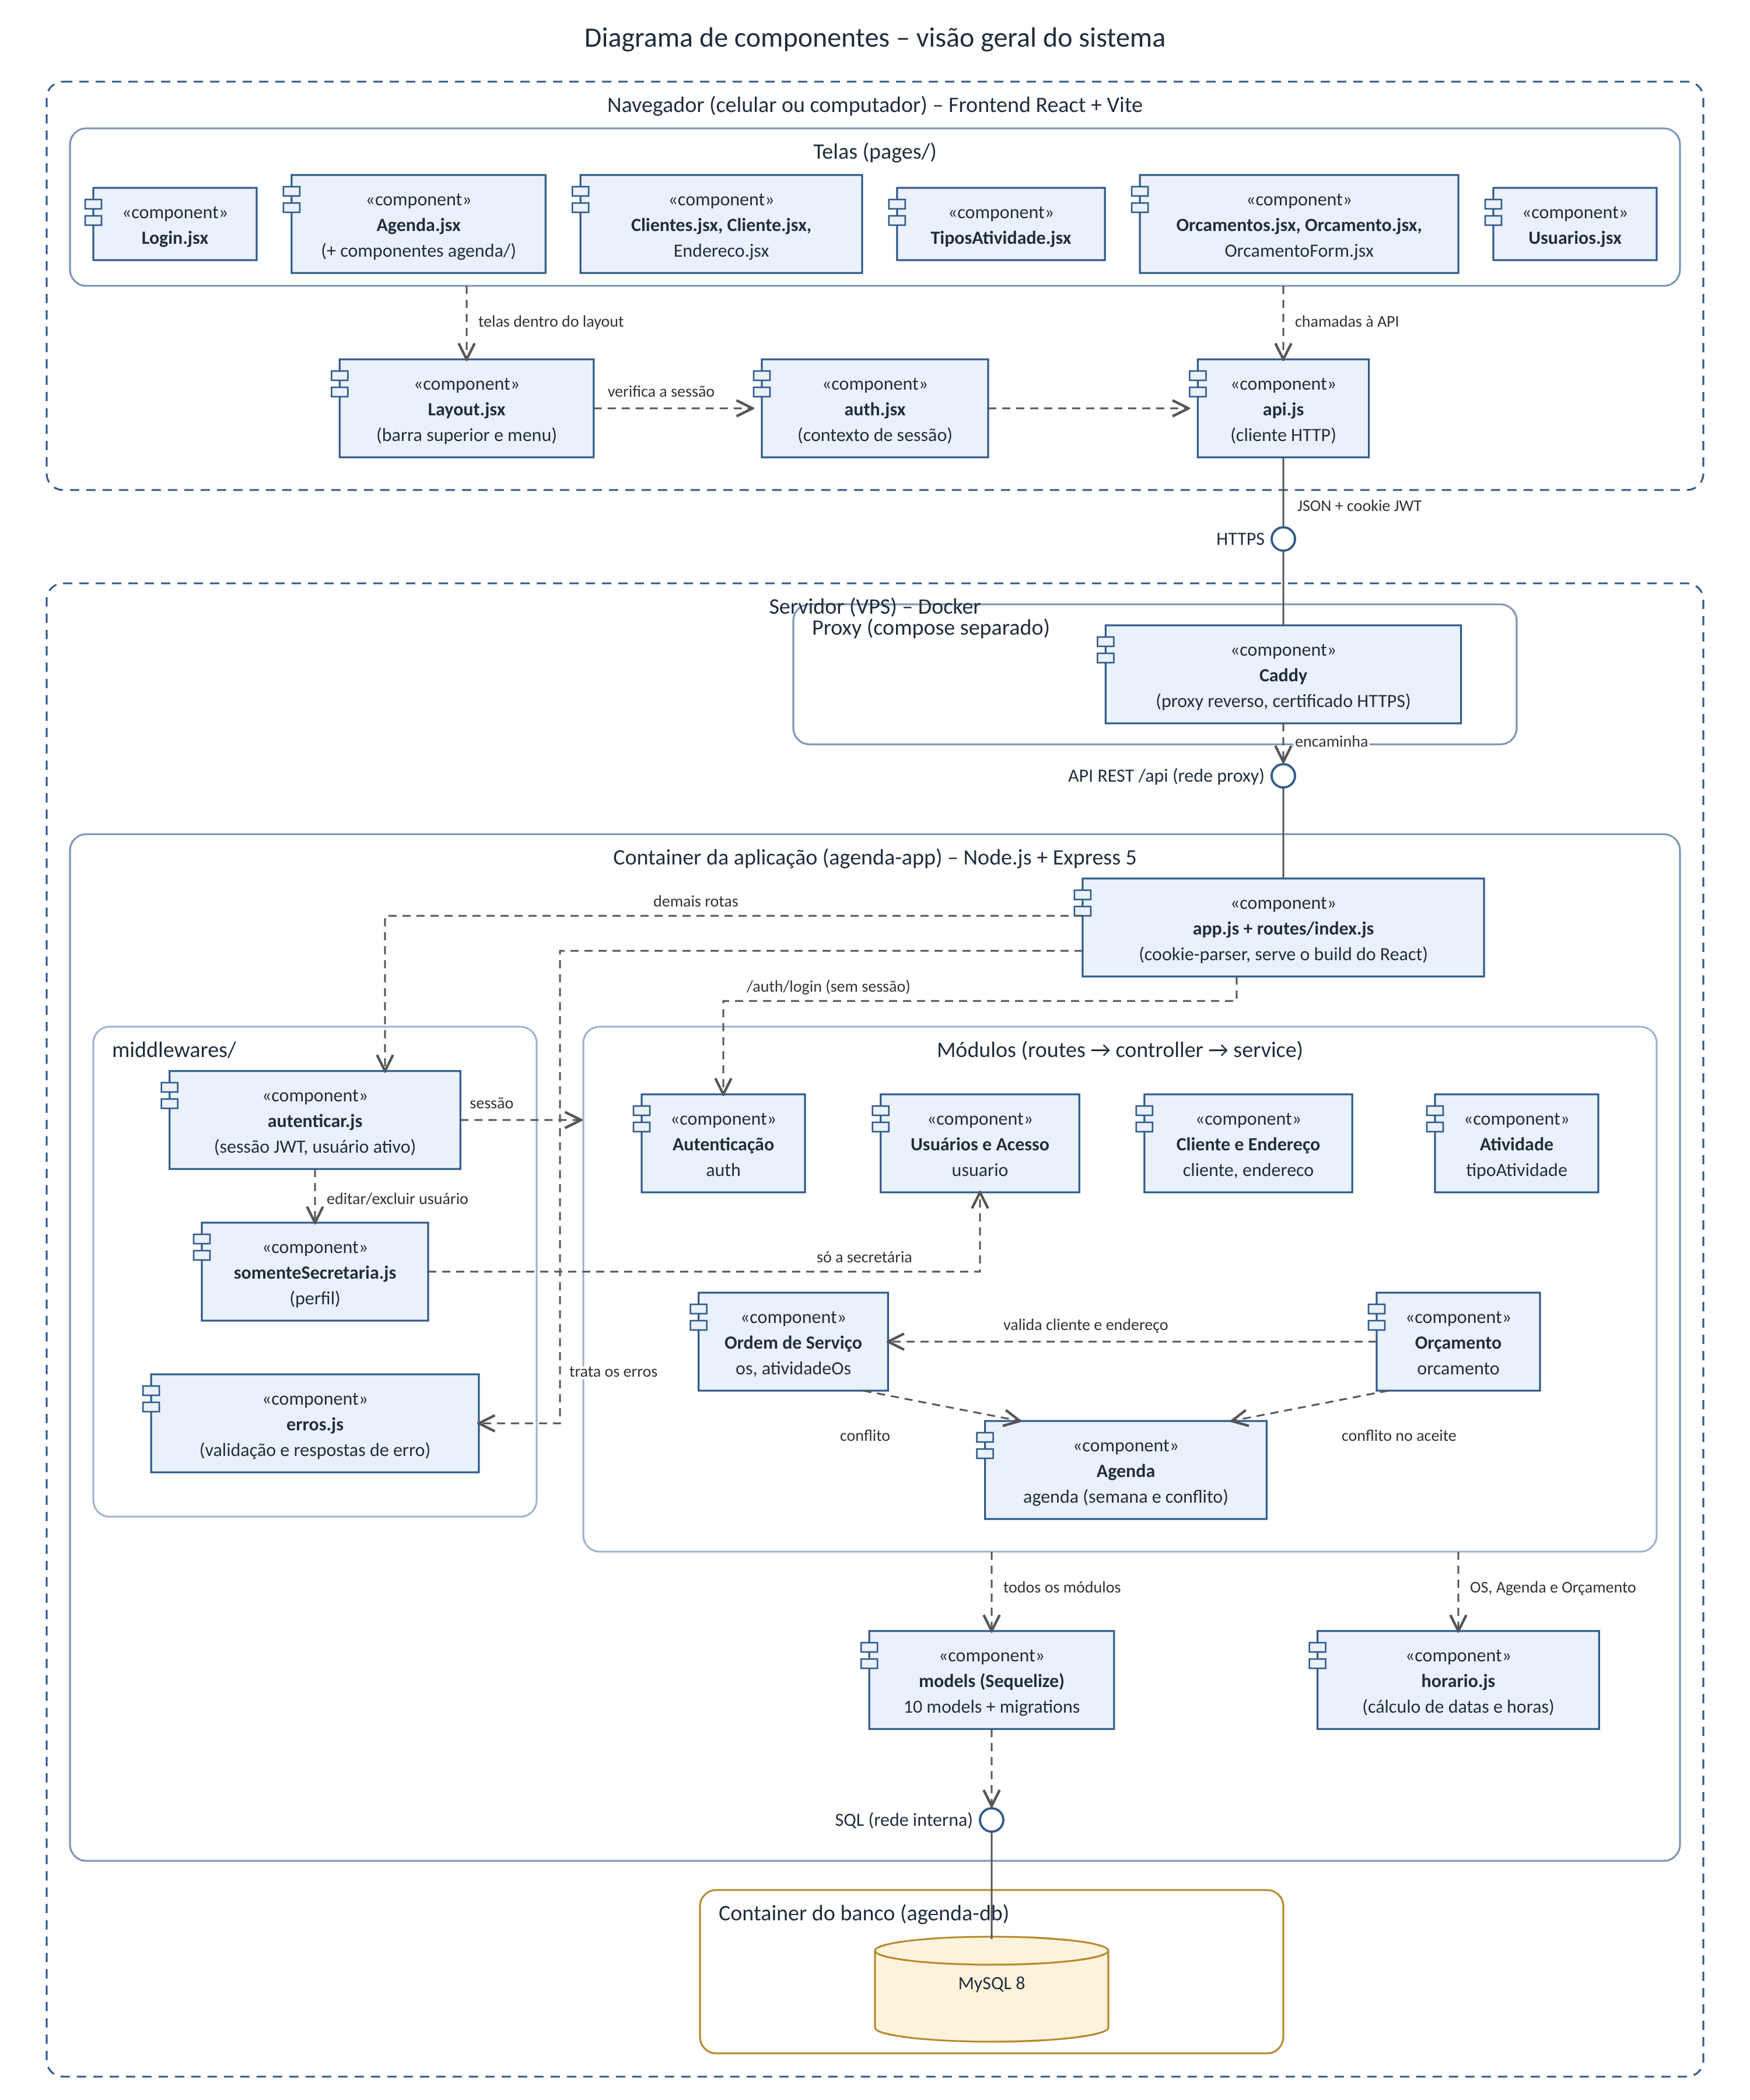 Diagrama de componentes – visão geral do sistema
Navegador (celular ou computador) – Frontend React + Vite
Telas (pages/)
«component»
Login.jsx
«component»
Agenda.jsx
(+ componentes agenda/)
«component»
Clientes.jsx, Cliente.jsx,
Endereco.jsx
«component»
TiposAtividade.jsx
«component»
Orcamentos.jsx, Orcamento.jsx,
OrcamentoForm.jsx
«component»
Usuarios.jsx
telas dentro do layout
chamadas à API
«component»
Layout.jsx
(barra superior e menu)
verifica a sessão
«component»
auth.jsx
(contexto de sessão)
«component»
api.js
(cliente HTTP)
JSON + cookie JWT
HTTPS
Servidor (VPS) – Docker
Proxy (compose separado)
«component»
Caddy
(proxy reverso, certificado HTTPS)
encaminha
API REST /api (rede proxy)
Container da aplicação (agenda-app) – Node.js + Express 5
«component»
app.js + routes/index.js
(cookie-parser, serve o build do React)
demais rotas
/auth/login (sem sessão)
middlewares/
«component»
autenticar.js
(sessão JWT, usuário ativo)
sessão
editar/excluir usuário
«component»
somenteSecretaria.js
(perfil)
«component»
erros.js
(validação e respostas de erro)
trata os erros
Módulos (routes → controller → service)
«component»
Autenticação
auth
«component»
Usuários e Acesso
usuario
«component»
Cliente e Endereço
cliente, endereco
«component»
Atividade
tipoAtividade
só a secretária
«component»
Ordem de Serviço
os, atividadeOs
valida cliente e endereço
«component»
Orçamento
orcamento
conflito
conflito no aceite
«component»
Agenda
agenda (semana e conflito)
todos os módulos
OS, Agenda e Orçamento
«component»
models (Sequelize)
10 models + migrations
«component»
horario.js
(cálculo de datas e horas)
SQL (rede interna)
Container do banco (agenda-db)
MySQL 8